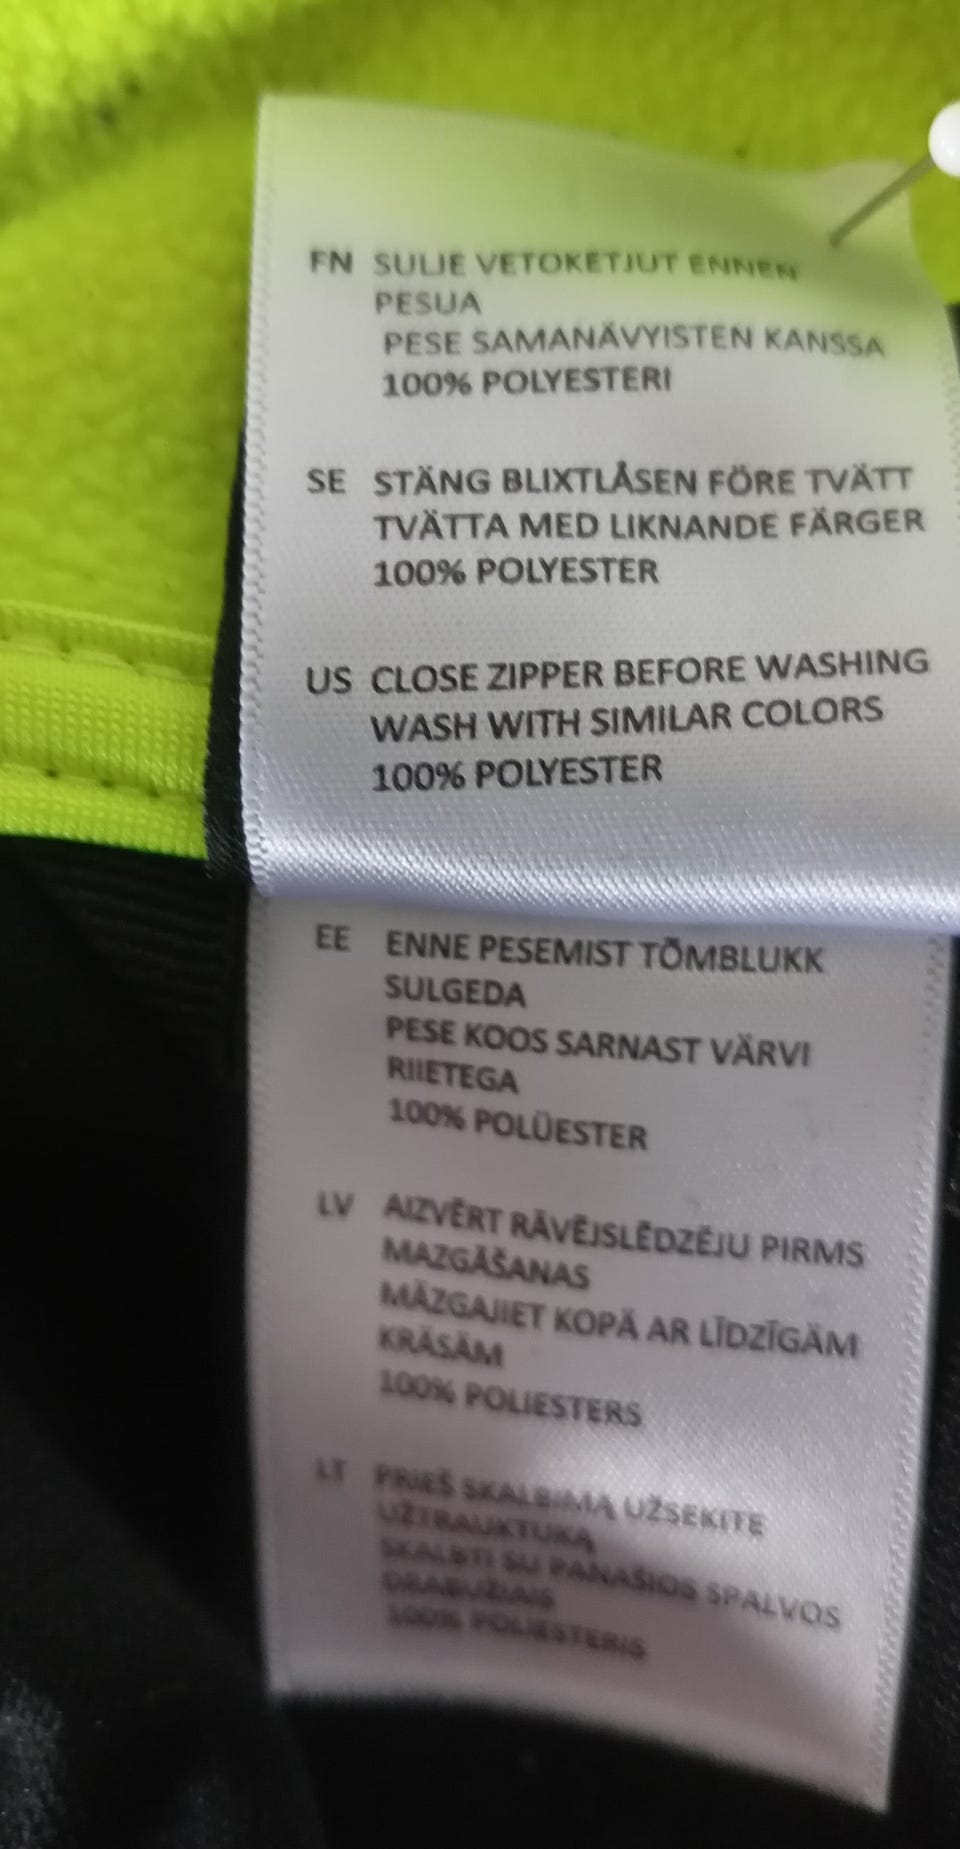 FN SULJE VETOKETJUT ENNEN
PESUA
PESE SAMANÄVYISTEN KANSSA
100% POLYESTERI
SE STÄNG BLIXTLÅSEN FÖRE TVÄTT
TVÄTTA MED LIKNANDE FÄRGER
100% POLYESTER
US CLOSE ZIPPER BEFORE WASHING
WASH WITH SIMILAR COLORS
100% POLYESTER
EE ENNE PESEMIST TÕMBLUKK
SULGEDA
PESE KOOS SARNAST VÄRVI
RIIETEGA
100% POLÜESTER
LV AIZVĒRT RĀVĒJSLĒDZĒJU PIRMS
MAZGĀŠANAS
MĀZGAJIET KOPĀ AR LĪDZĪGĀM
KRĀSĀM
100% POLIESTERS
LT PRIEŠ SKALBIMĄ UŽSEKITE
UŽTRAUKTUKĄ
SKALBTI SU PANAŠIOS SPALVOS
DRABUŽIAIS
100% POLIESTERIS